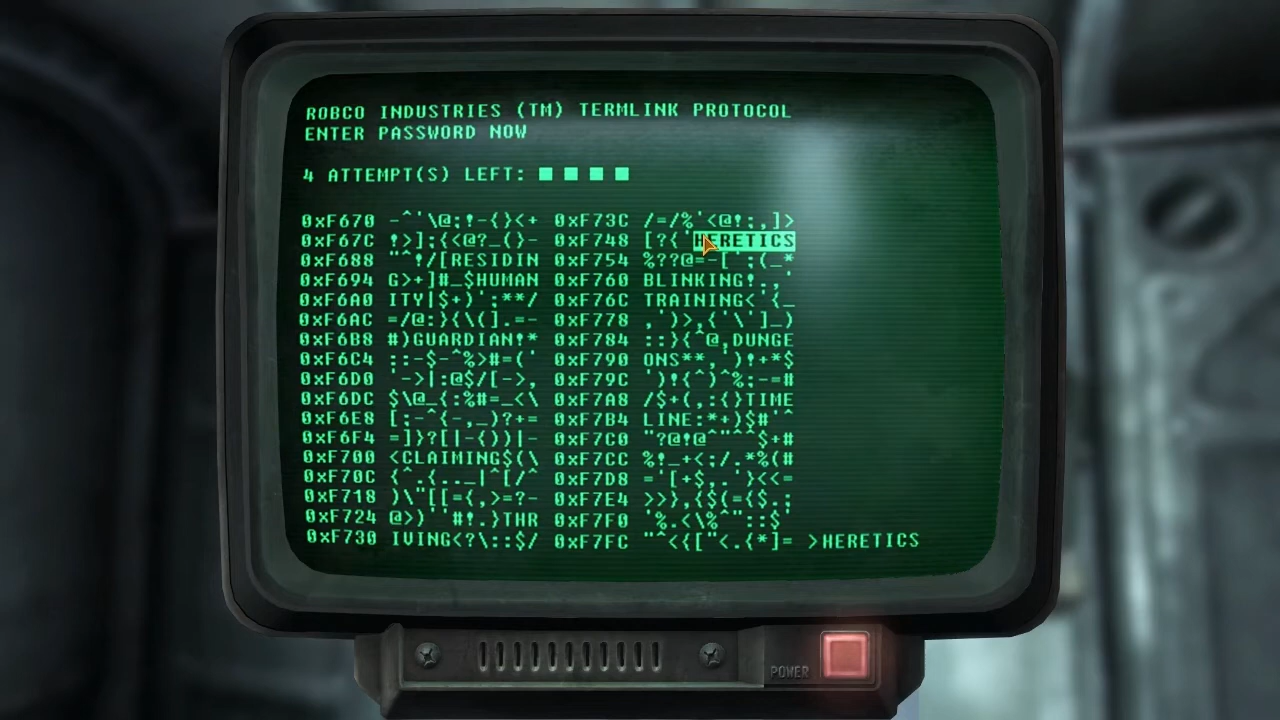 ROBCO INDUSTRIES (TM) TERMLINK PROTOCOL
ENTER PASSWORD NOW
4 ATTEMPT(S) LEFT: ■ ■ ■ ■
0xF670 -^'\@;!-{}<+ 0xF73C /=/%'<@!;,]>
0xF67C !>];{<@?_(}- 0xF748 [?{'HERETICS
0xF688 "^!/[RESIDIN 0xF754 %??@=-[';(_*
0xF694 G>+]#_$HUMAN 0xF760 BLINKING!.,'
0xF6A0 ITY|$+)';**/ 0xF76C TRAINING<'{_
0xF6AC =/@:}{\(].=- 0xF778 ,')>,{'\']_)
0xF6B8 #)GUARDIAN!* 0xF784 ::}{^@,DUNGE
0xF6C4 ::-$-^%>#=(' 0xF790 ONS**,')!+*$
0xF6D0 '->|:@$/[->, 0xF79C ')!{^)^%;-=#
0xF6DC $\@_{:%#=_<\ 0xF7A8 /$+(,:{}TIME
0xF6E8 [;-^{-,_)?+= 0xF7B4 LINE:*+)$#'^
0xF6F4 =]}?[|-{))|- 0xF7C0 "?@!@^"^^$+#
0xF700 <CLAIMING$(\ 0xF7CC %!_+<;/.*%(#
0xF70C {^.{.._|^[/^ 0xF7D8 ='[+$,.'}<<=
0xF718 )\"[[={,>=?- 0xF7E4 >>},{$(={$.;
0xF724 @>)''#!.}THR 0xF7F0 '%.<\%^"::$'
0xF730 IVING<?\::$/ 0xF7FC "^<{["<.{*]= >HERETICS
POWER